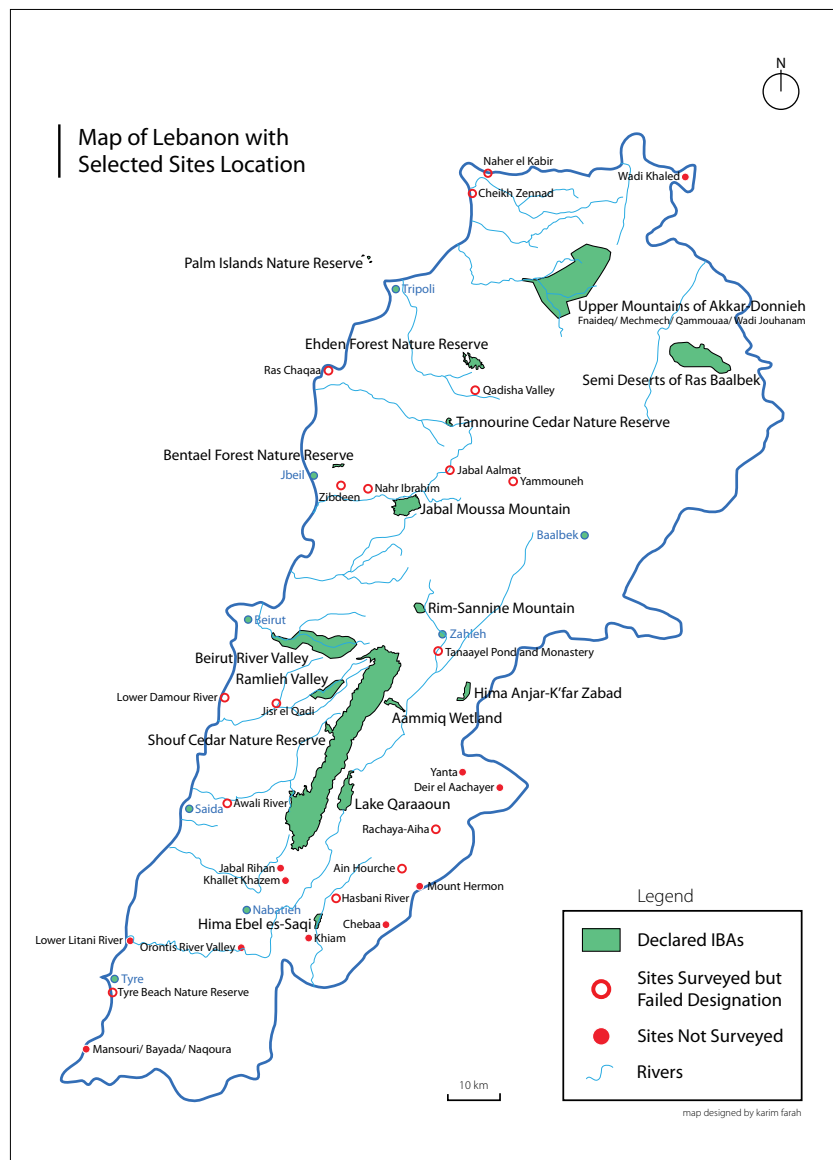 N
Map of Lebanon with
Selected Sites Location
Naher el Kabir
Wadi Khaled
Cheikh Zennad
Palm Islands Nature Reserve
Tripoli
Upper Mountains of Akkar-Donnieh
Fnaideq/ Mechmech/ Qammouaa/ Wadi Jouhanam
Ehden Forest Nature Reserve
Ras Chaqaa
Semi Deserts of Ras Baalbek
Qadisha Valley
Tannourine Cedar Nature Reserve
Bentael Forest Nature Reserve
Jbeil
Jabal Aalmat
Yammouneh
Zibdeen
Nahr Ibrahim
Jabal Moussa Mountain
Baalbek
Rim-Sannine Mountain
Beirut
Zahleh
Tanaayel Pond and Monastery
Beirut River Valley
Ramlieh Valley
Hima Anjar-K'far Zabad
Lower Damour River
Jisr el Qadi
Aammiq Wetland
Shouf Cedar Nature Reserve
Yanta
Deir el Aachayer
Lake Qaraaoun
Awali River
Saida
Rachaya-Aiha
Jabal Rihan
Ain Hourche
Khallet Khazem
Mount Hermon
Hasbani River
Nabatieh
Hima Ebel es-Saqi
Chebaa
Khiam
Lower Litani River
Orontis River Valley
Tyre
Tyre Beach Nature Reserve
Mansouri/ Bayada/ Naqoura
Legend
Declared IBAs
Sites Surveyed but
Failed Designation
Sites Not Surveyed
Rivers
10 km
map designed by karim farah